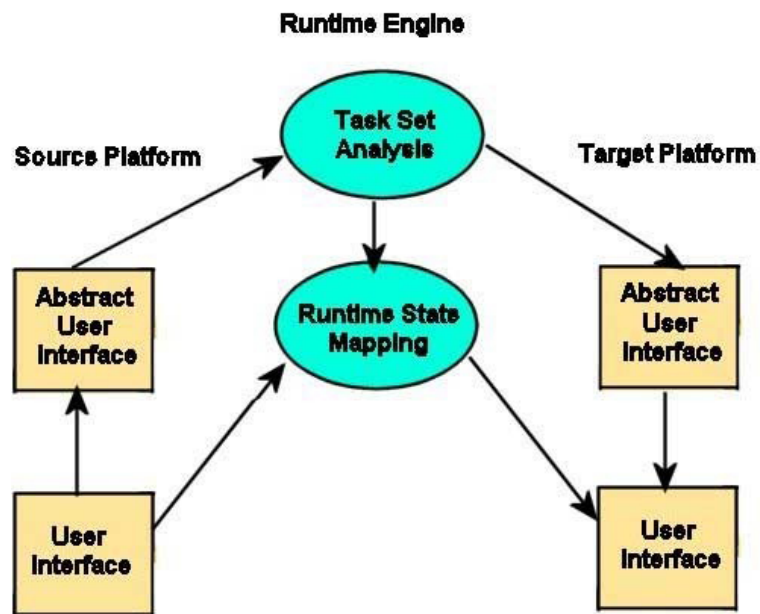 Runtime Engine
Task Set
Analysis
Source Platform
Target Platform
Abstract
User
Interface
Runtime State
Mapping
Abstract
User
Interface
User
Interface
User
Interface